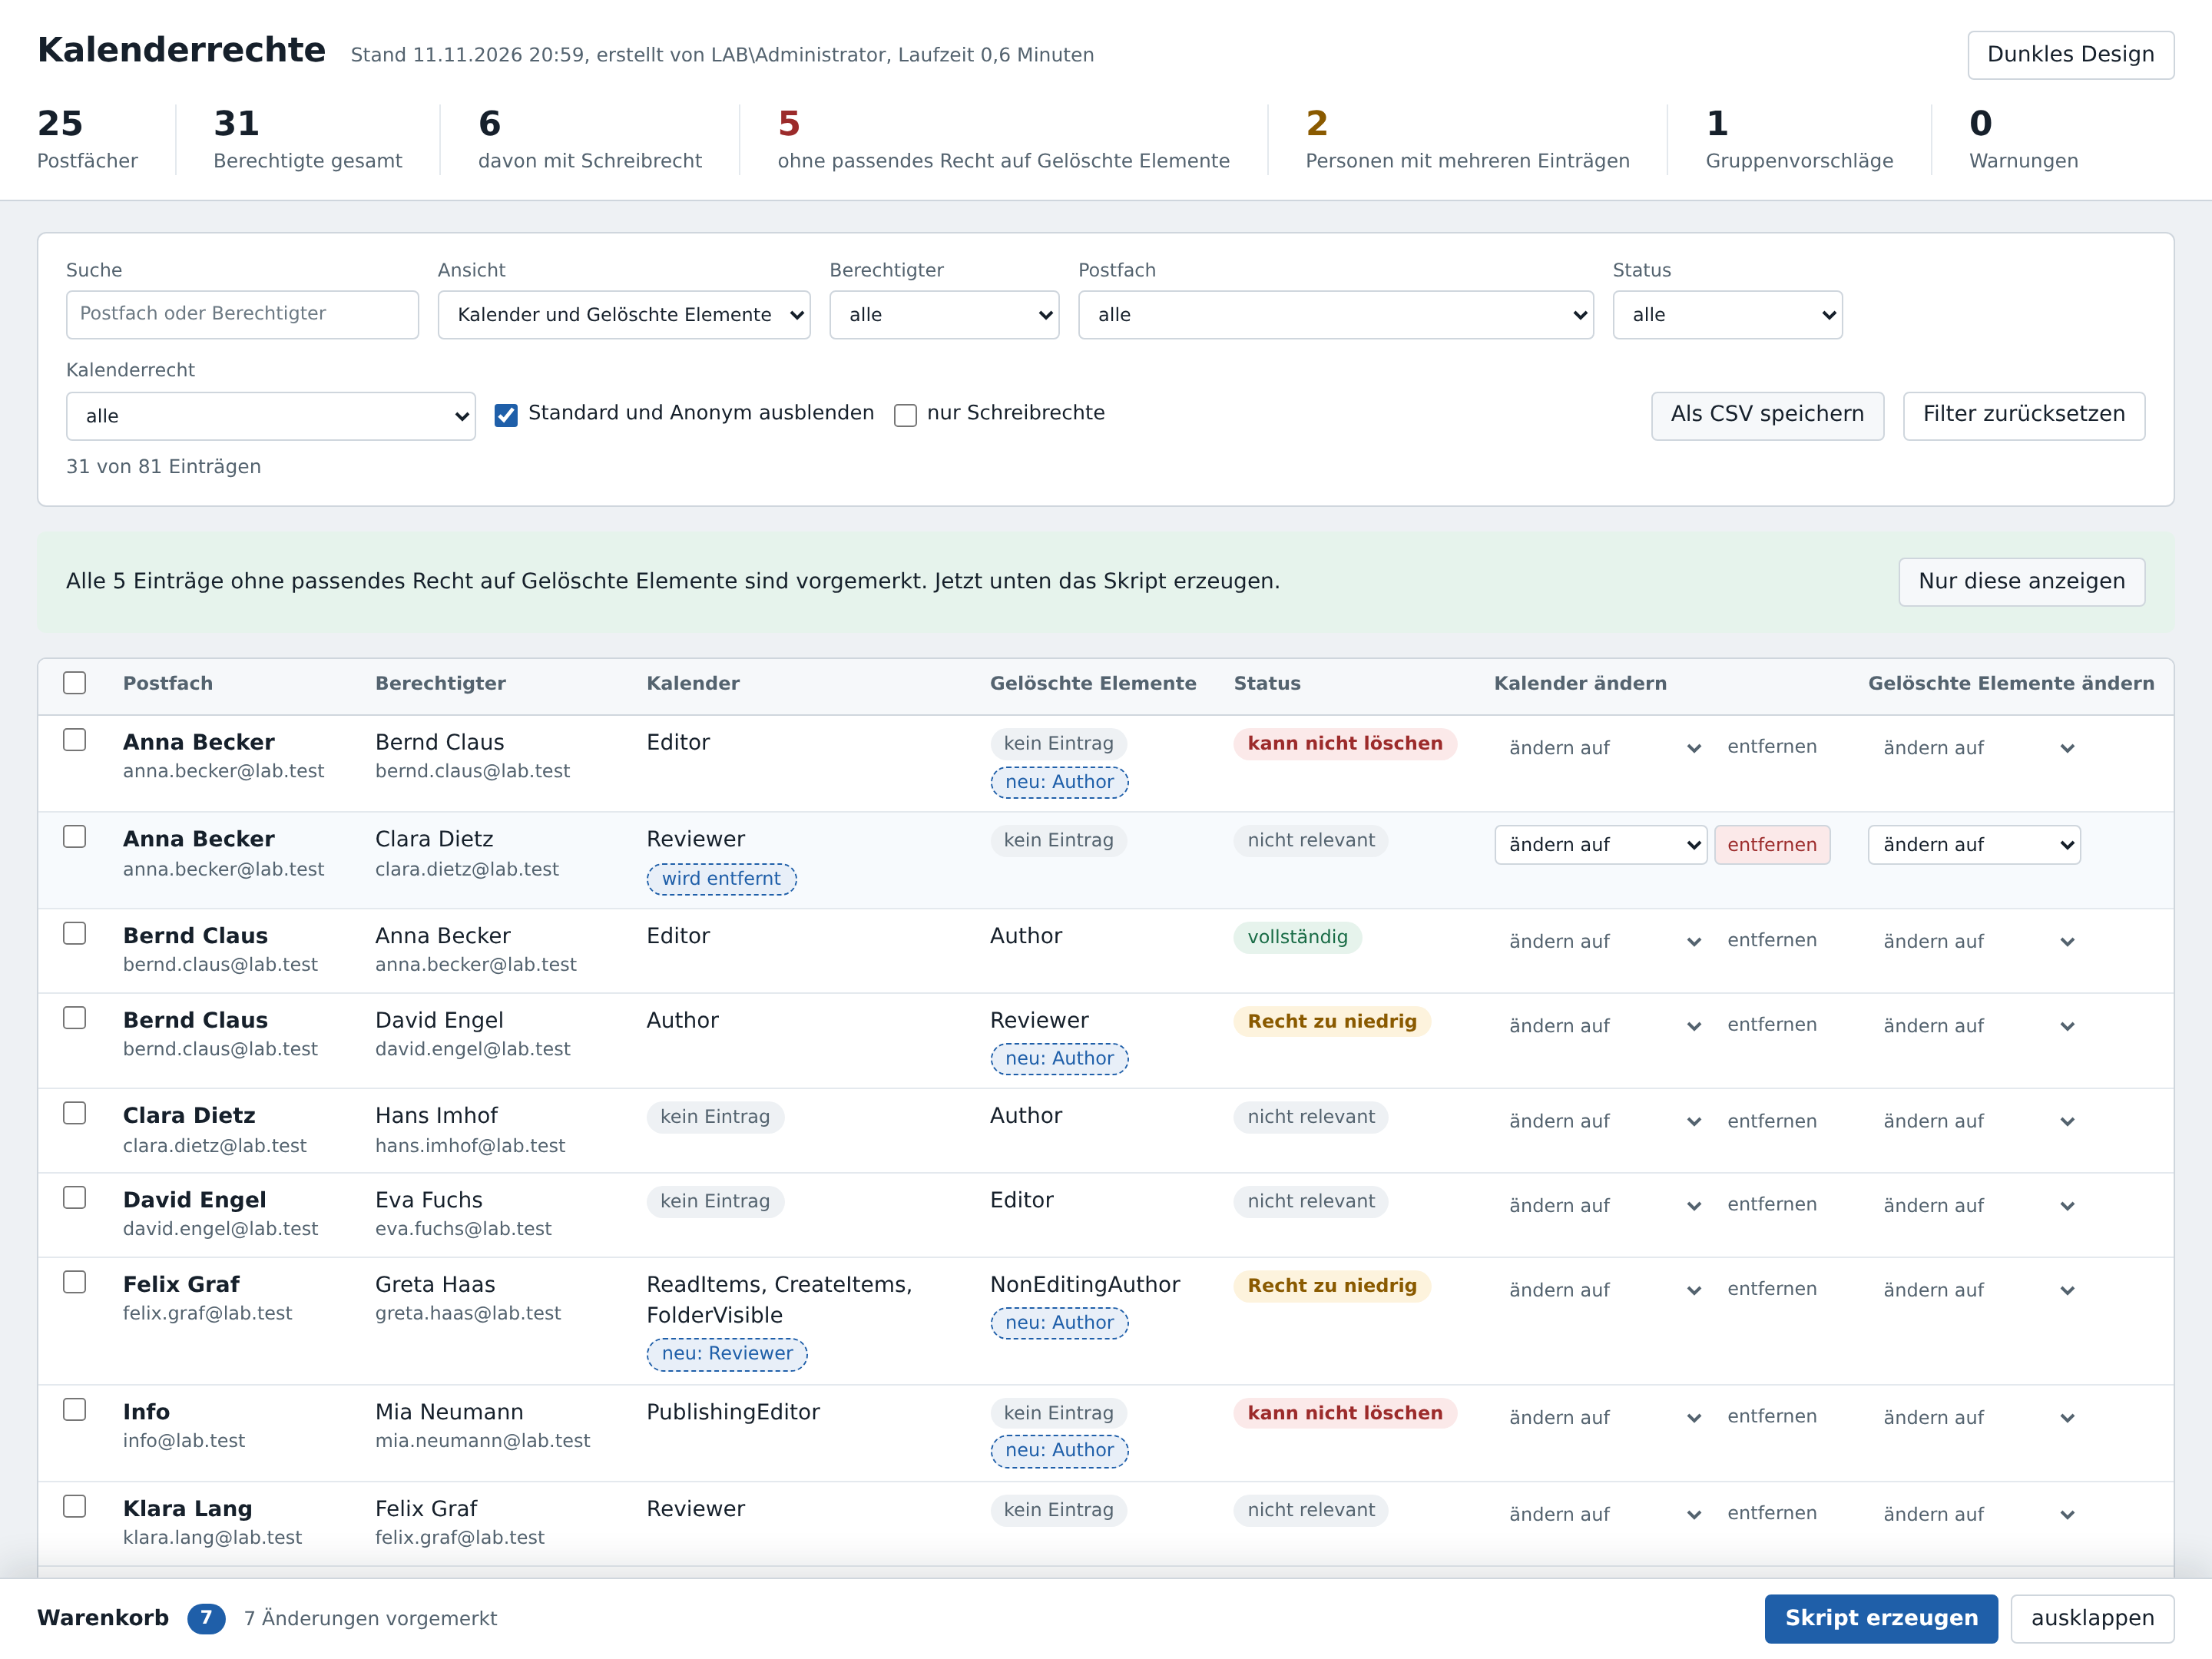 Kalenderrechte Stand 11.11.2026 20:59, erstellt von LAB\Administrator, Laufzeit 0,6 Minuten Dunkles Design
25 31 6 5 2 1 0
Postfächer Berechtigte gesamt davon mit Schreibrecht ohne passendes Recht auf Gelöschte Elemente Personen mit mehreren Einträgen Gruppenvorschläge Warnungen
Suche Ansicht Berechtigter Postfach Status
Postfach oder Berechtigter Kalender und Gelöschte Elemente alle alle alle
Kalenderrecht
alle Standard und Anonym ausblenden nur Schreibrechte Als CSV speichern Filter zurücksetzen
31 von 81 Einträgen
Alle 5 Einträge ohne passendes Recht auf Gelöschte Elemente sind vorgemerkt. Jetzt unten das Skript erzeugen. Nur diese anzeigen
Postfach Berechtigter Kalender Gelöschte Elemente Status Kalender ändern Gelöschte Elemente ändern
Anna Becker Bernd Claus Editor kein Eintrag kann nicht löschen ändern auf entfernen ändern auf
anna.becker@lab.test bernd.claus@lab.test neu: Author
Anna Becker Clara Dietz Reviewer kein Eintrag nicht relevant ändern auf entfernen ändern auf
anna.becker@lab.test clara.dietz@lab.test wird entfernt
Bernd Claus Anna Becker Editor Author vollständig ändern auf entfernen ändern auf
bernd.claus@lab.test anna.becker@lab.test
Bernd Claus David Engel Author Reviewer Recht zu niedrig ändern auf entfernen ändern auf
bernd.claus@lab.test david.engel@lab.test neu: Author
Clara Dietz Hans Imhof kein Eintrag Author nicht relevant ändern auf entfernen ändern auf
clara.dietz@lab.test hans.imhof@lab.test
David Engel Eva Fuchs kein Eintrag Editor nicht relevant ändern auf entfernen ändern auf
david.engel@lab.test eva.fuchs@lab.test
Felix Graf Greta Haas ReadItems, CreateItems, NonEditingAuthor Recht zu niedrig ändern auf entfernen ändern auf
felix.graf@lab.test greta.haas@lab.test FolderVisible neu: Author
neu: Reviewer
Info Mia Neumann PublishingEditor kein Eintrag kann nicht löschen ändern auf entfernen ändern auf
info@lab.test mia.neumann@lab.test neu: Author
Klara Lang Felix Graf Reviewer kein Eintrag nicht relevant ändern auf entfernen ändern auf
klara.lang@lab.test felix.graf@lab.test
Warenkorb 7 7 Änderungen vorgemerkt Skript erzeugen ausklappen